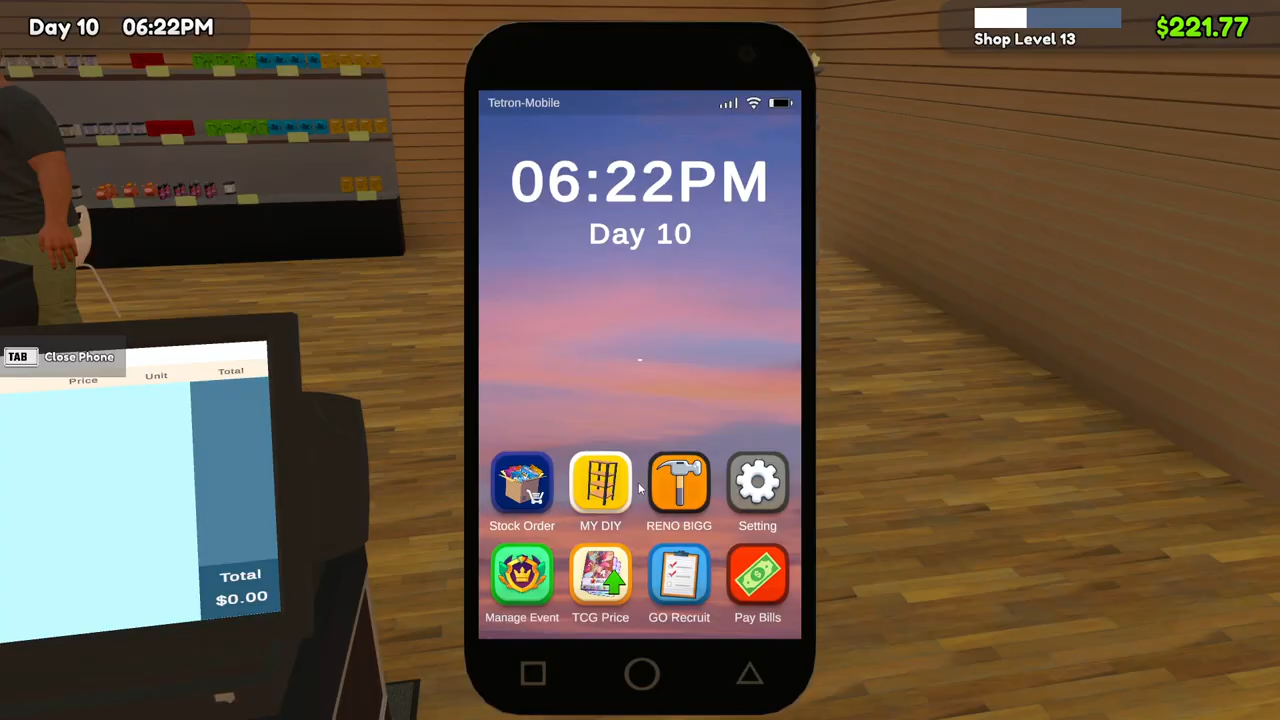 Day 10 06:22PM
Shop Level 13
$221.77
Tetron-Mobile
06:22PM
Day 10
TAB Close Phone
Price Unit Total
Total
$0.00
Stock Order MY DIY RENO BIGG Setting
Manage Event TCG Price GO Recruit Pay Bills